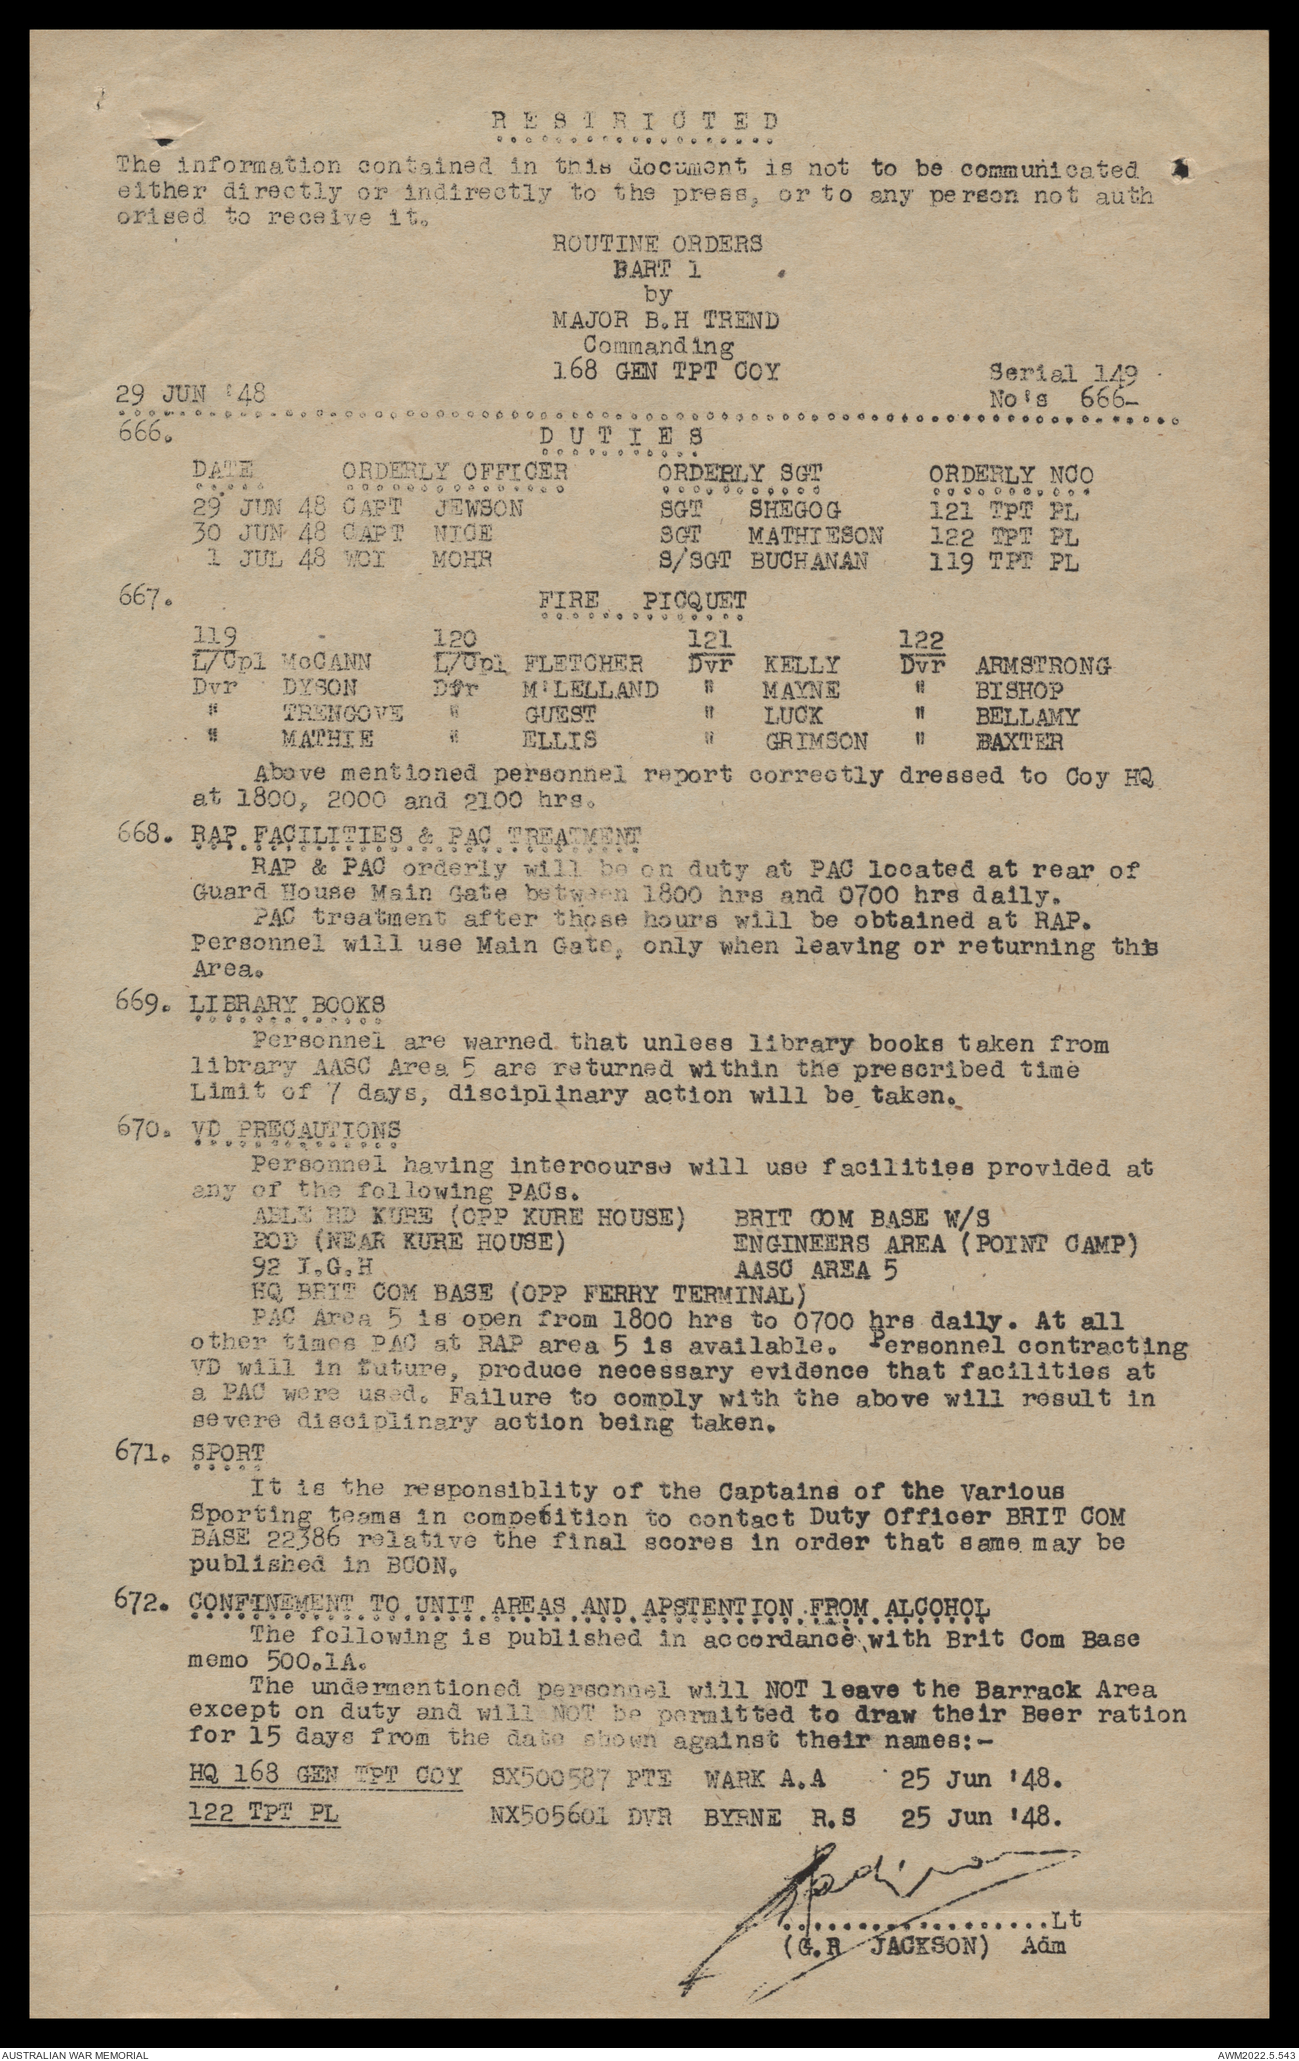 RESTRICTED
The information contained in this document is not to be communicated
either directly or indirectly to the press, or to any person not auth
orised to receive it.
ROUTINE ORDERS
PART 1
by
MAJOR B.H TREND
Commanding
168 GEN TPT COY
Serial 149
29 JUN '48
No's 666-
666. DUTIES
DATE ORDERLY OFFICER ORDERLY SGT ORDERLY NCO
29 JUN 48 CAPT JEWSON SGT SHEGOG 121 TPT PL
30 JUN 48 CAPT NICE SGT MATHIESON 122 TPT PL
1 JUL 48 WOI MOHR S/SGT BUCHANAN 119 TPT PL
667. FIRE PICQUET
119 120 121 122
L/Cpl McCANN L/Cpl FLETCHER Dvr KELLY Dvr ARMSTRONG
Dvr DYSON Dvr M'LELLAND " MAYNE " BISHOP
" TRENCOVE " GUEST " LUCK " BELLAMY
" MATHIE " ELLIS " GRIMSON " BAXTER
Above mentioned personnel report correctly dressed to Coy HQ
at 1800, 2000 and 2100 hrs.
668. RAP FACILITIES & PAC TREATMENT
RAP & PAC orderly will be on duty at PAC located at rear of
Guard House Main Gate between 1800 hrs and 0700 hrs daily.
PAC treatment after those hours will be obtained at RAP.
Personnel will use Main Gate, only when leaving or returning this
Area.
669. LIBRARY BOOKS
Personnel are warned that unless library books taken from
library AASC Area 5 are returned within the prescribed time
Limit of 7 days, disciplinary action will be taken.
670. VD PRECAUTIONS
Personnel having intercourse will use facilities provided at
any of the following PACs.
ABLE RD KURE (OPP KURE HOUSE) BRIT COM BASE W/S
BOD (NEAR KURE HOUSE) ENGINEERS AREA (POINT CAMP)
92 I.G.H AASC AREA 5
HQ BRIT COM BASE (OPP FERRY TERMINAL)
PAC Area 5 is open from 1800 hrs to 0700 hrs daily. At all
other times PAC at RAP area 5 is available. Personnel contracting
VD will in future, produce necessary evidence that facilities at
a PAC were used. Failure to comply with the above will result in
severe disciplinary action being taken.
671. SPORT
It is the responsiblity of the Captains of the Various
Sporting teams in competition to contact Duty Officer BRIT COM
BASE 22386 relative the final scores in order that same may be
published in BCON.
672. CONFINEMENT TO UNIT AREAS AND APSTENTION FROM ALCOHOL
The following is published in accordance with Brit Com Base
memo 500.1A.
The undermentioned personnel will NOT leave the Barrack Area
except on duty and will NOT be permitted to draw their Beer ration
for 15 days from the date shown against their names:-
HQ 168 GEN TPT COY SX500587 PTE WARK A.A 25 Jun '48.
122 TPT PL NX505601 DVR BYRNE R.S 25 Jun '48.
..................Lt
(G.R JACKSON) Adm
AUSTRALIAN WAR MEMORIAL
AWM2022.5.543